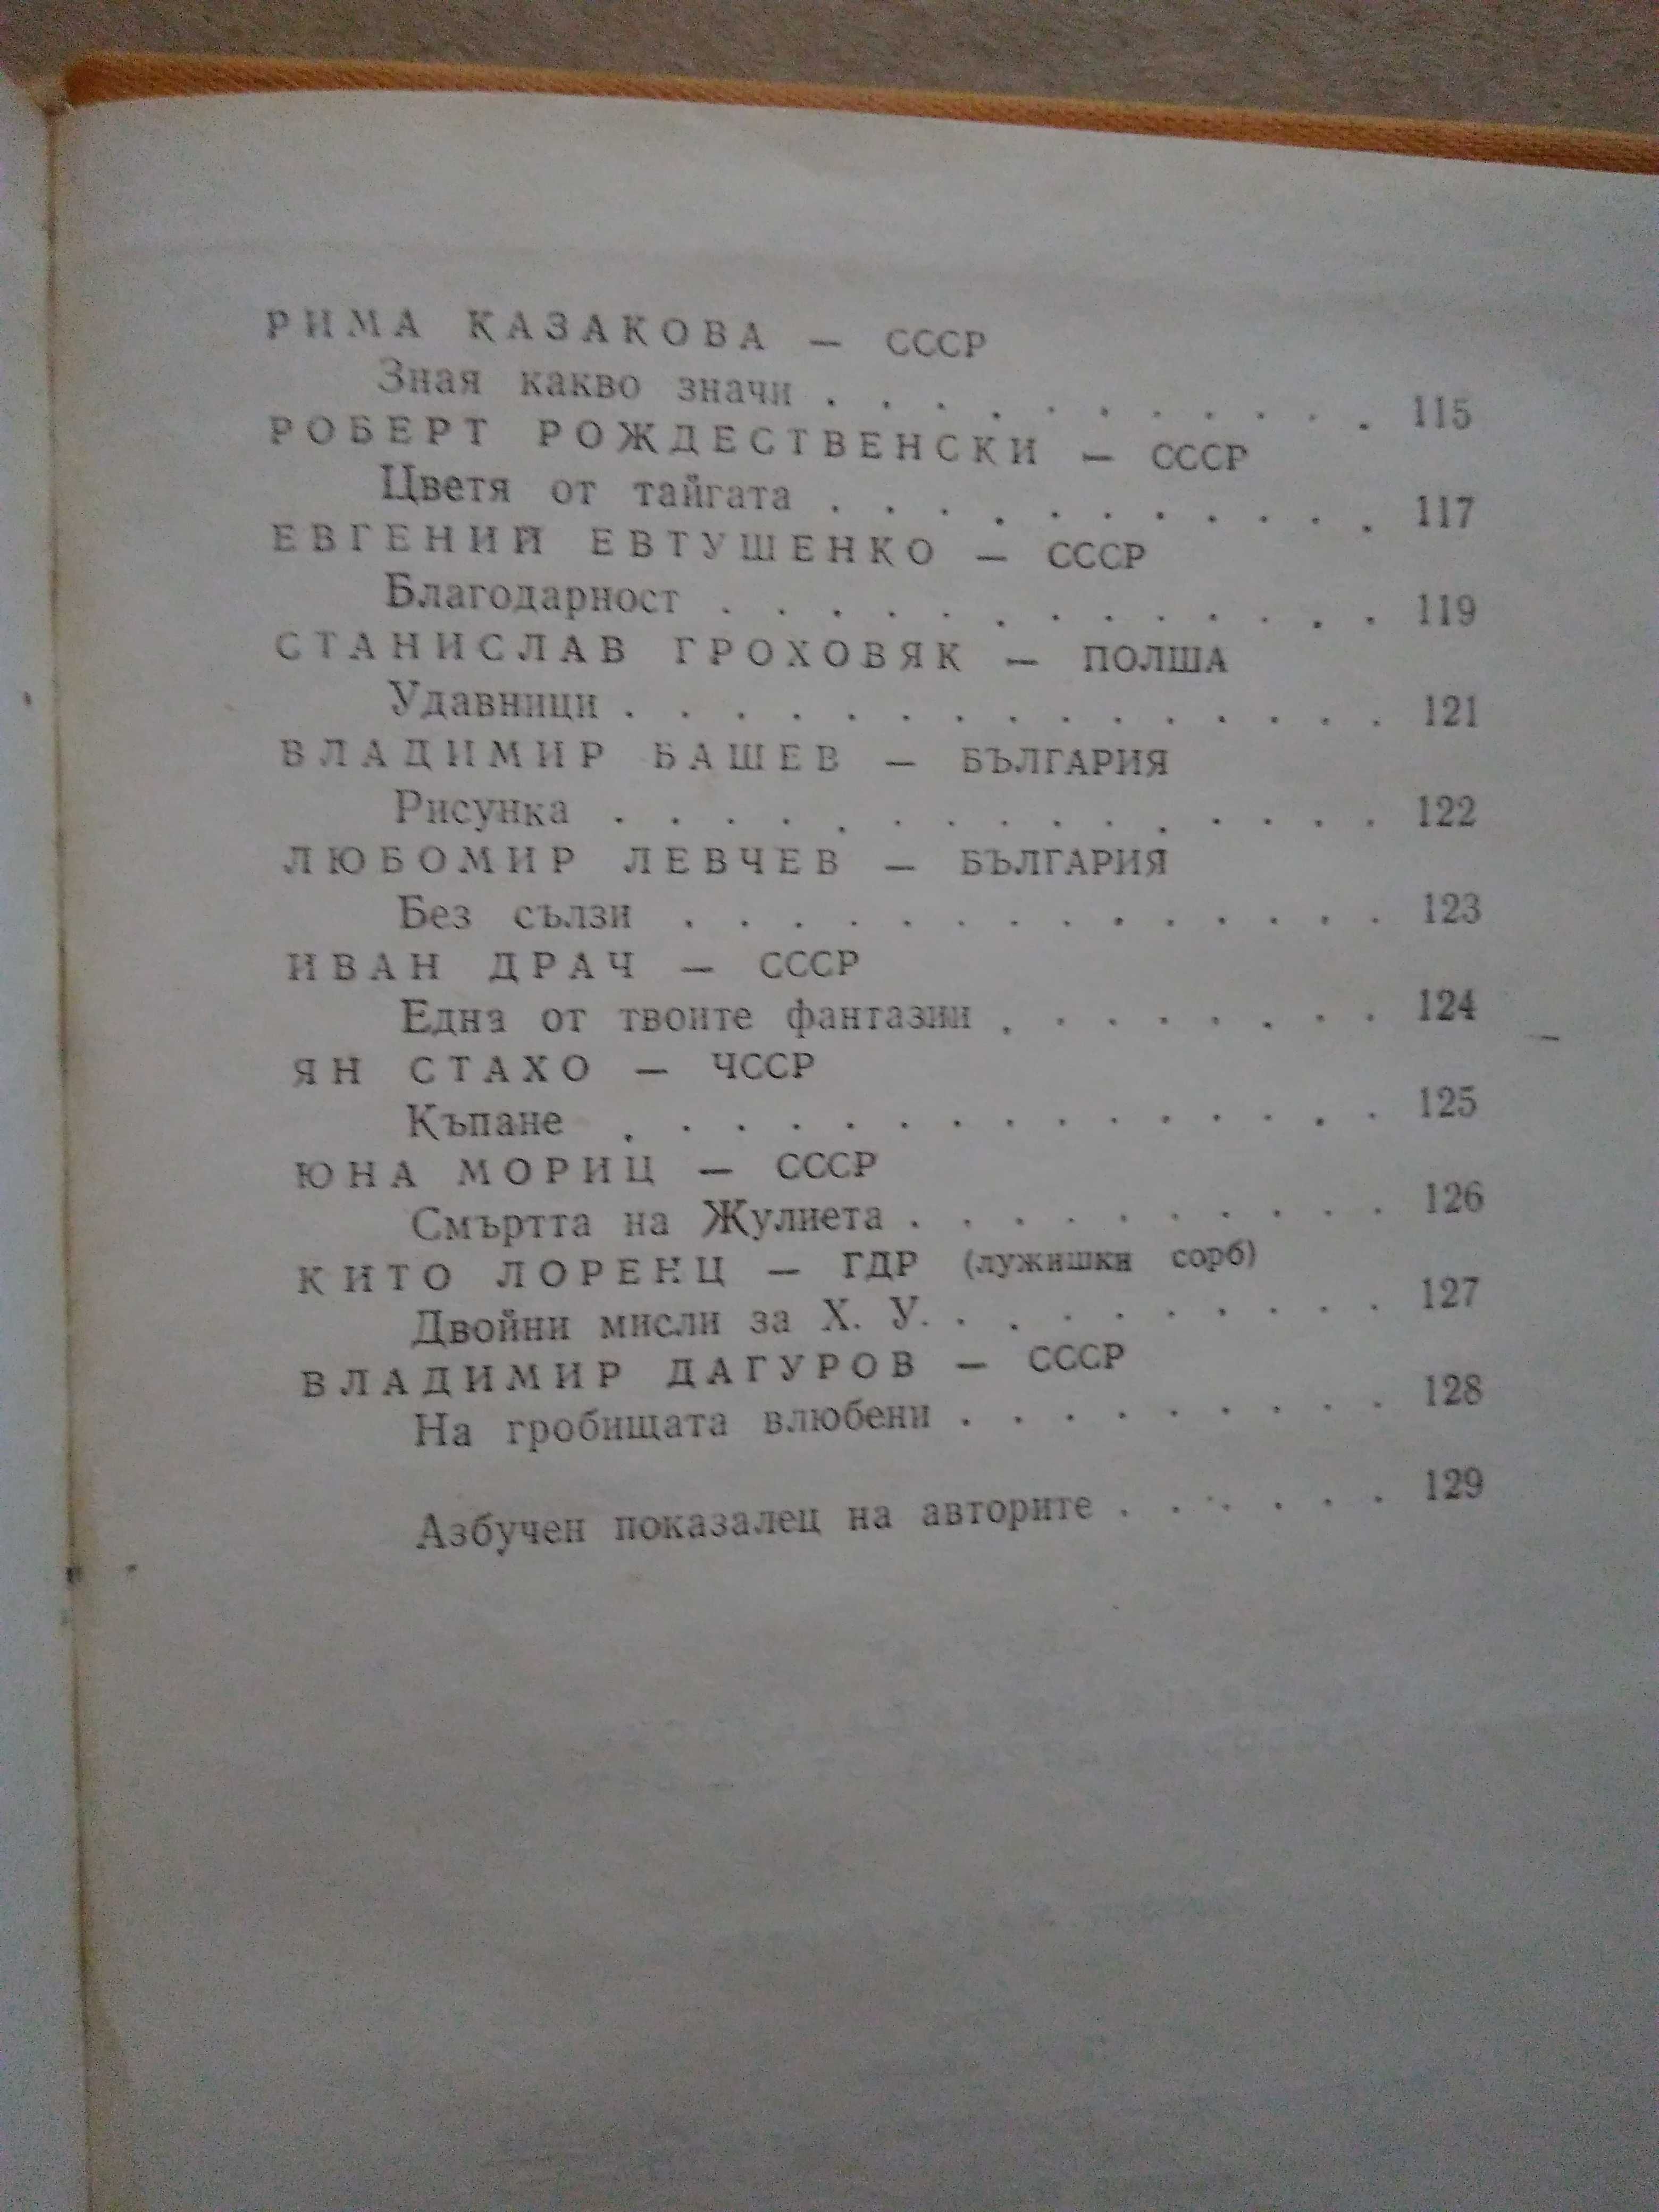 РИМА КАЗАКОВА — СССР
Зная какво значи . . . . . . . . . . . 115
РОБЕРТ РОЖДЕСТВЕНСКИ — СССР
Цветя от тайгата . . . . . . . . . . . 117
ЕВГЕНИЙ ЕВТУШЕНКО — СССР
Благодарност . . . . . . . . . . . . . 119
СТАНИСЛАВ ГРОХОВЯК — ПОЛША
Удавници . . . . . . . . . . . . . . . 121
ВЛАДИМИР БАШЕВ — БЪЛГАРИЯ
Рисунка . . . . . . . . . . . . . . . 122
ЛЮБОМИР ЛЕВЧЕВ — БЪЛГАРИЯ
Без сълзи . . . . . . . . . . . . . . 123
ИВАН ДРАЧ — СССР
Една от твоите фантазии . . . . . . . . 124
ЯН СТАХО — ЧССР
Къпане . . . . . . . . . . . . . . . 125
ЮНА МОРИЦ — СССР
Смъртта на Жулиета . . . . . . . . . . 126
КИТО ЛОРЕНЦ — ГДР (лужишки сорб)
Двойни мисли за Х. У. . . . . . . . . . 127
ВЛАДИМИР ДАГУРОВ — СССР
На гробищата влюбени . . . . . . . . . 128
Азбучен показалец на авторите . . . . . . 129